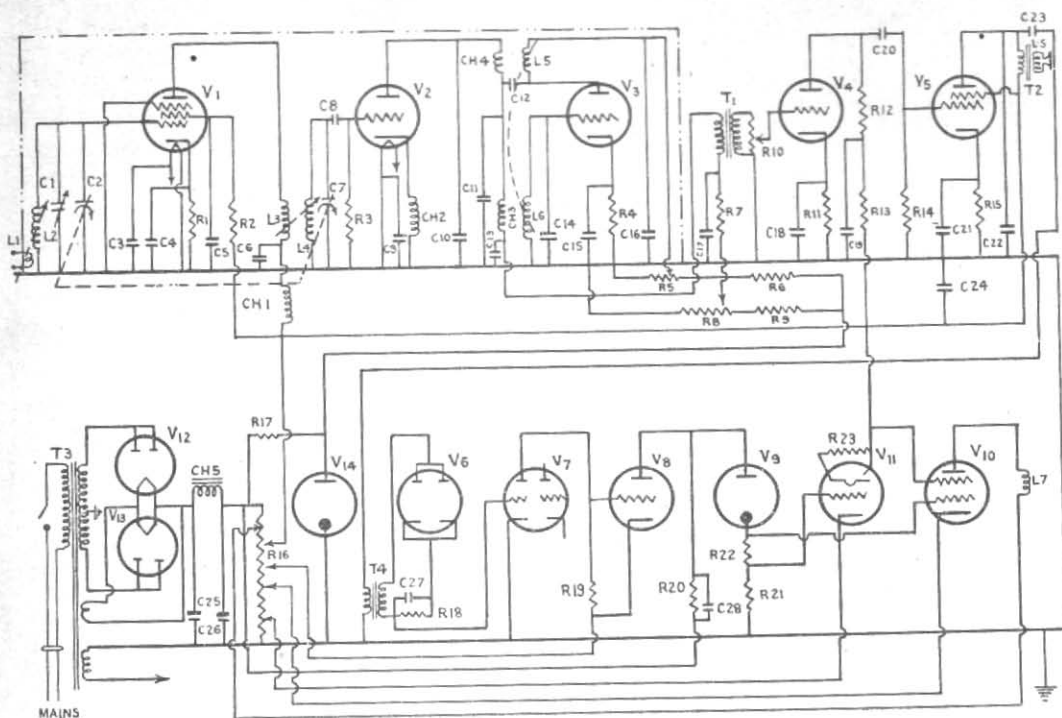 C23
C20
CH4
L5
L5
V1
V2
V3
V4
V5
T2
C12
T1
R12
C8
R10
C1
C2
C7
L2
L1
R1
R2
L3
L4
R3
CH2
C11
CH3
L6
C14
R4
R7
R11
R13
R14
R15
C3
C4
C5
C6
C9
C10
C13
C15
C16
C17
C18
C19
C21
C22
CH1
R5
R6
C24
R8
R9
V12
R17
R23
T3
CH5
V14
V6
V7
V8
V9
V11
V10
L7
V13
R16
R22
T4
C27
R19
R20
R21
R18
C28
C25
C26
MAINS